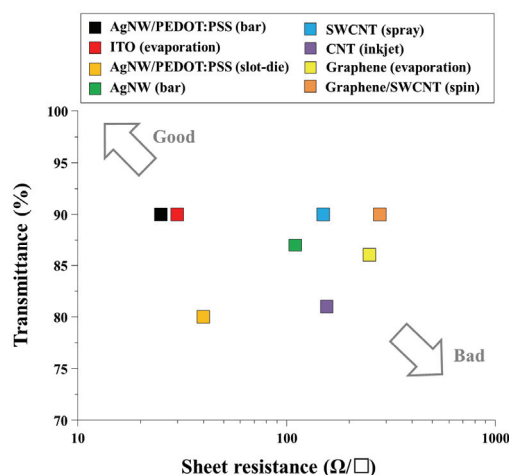 AgNW/PEDOT:PSS (bar)
ITO (evaporation)
AgNW/PEDOT:PSS (slot-die)
AgNW (bar)
SWCNT (spray)
CNT (inkjet)
Graphene (evaporation)
Graphene/SWCNT (spin)
100
95
90
85
80
75
70
Transmittance (%)
Good
Bad
10
100
1000
Sheet resistance (Ω/□)